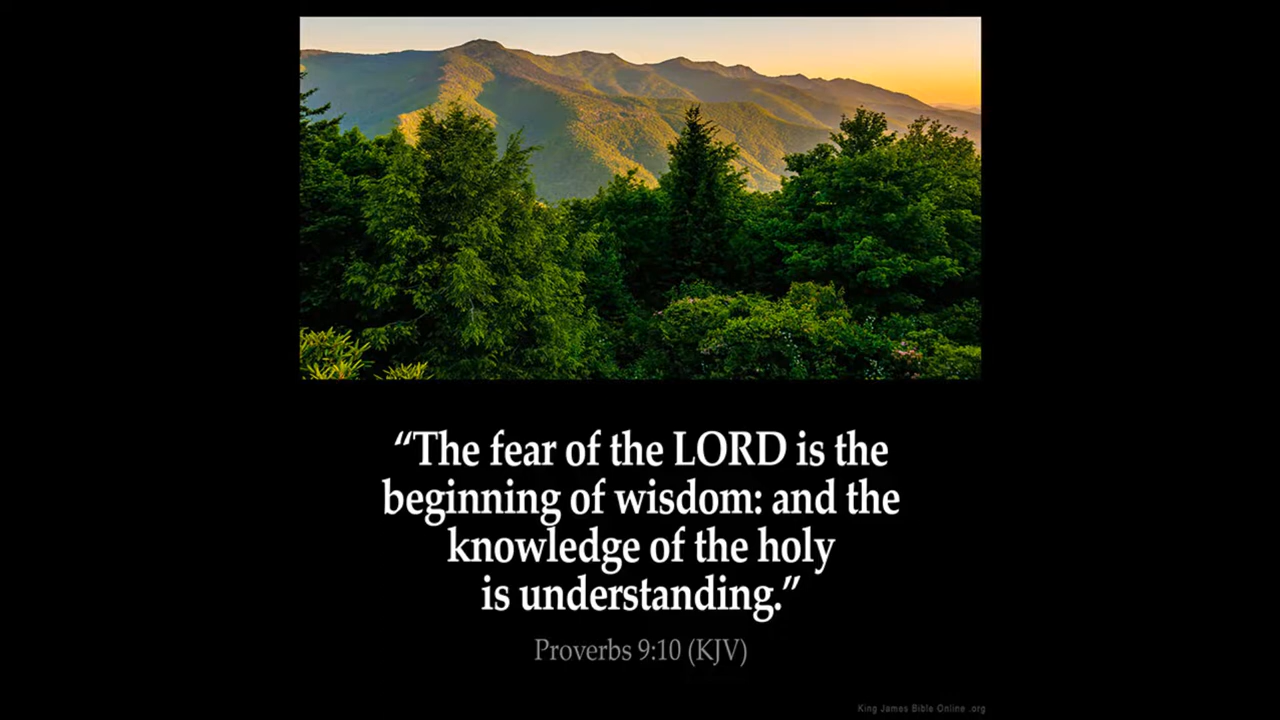 “The fear of the LORD is the
beginning of wisdom: and the
knowledge of the holy
is understanding.”
Proverbs 9:10 (KJV)
King James Bible Online .org